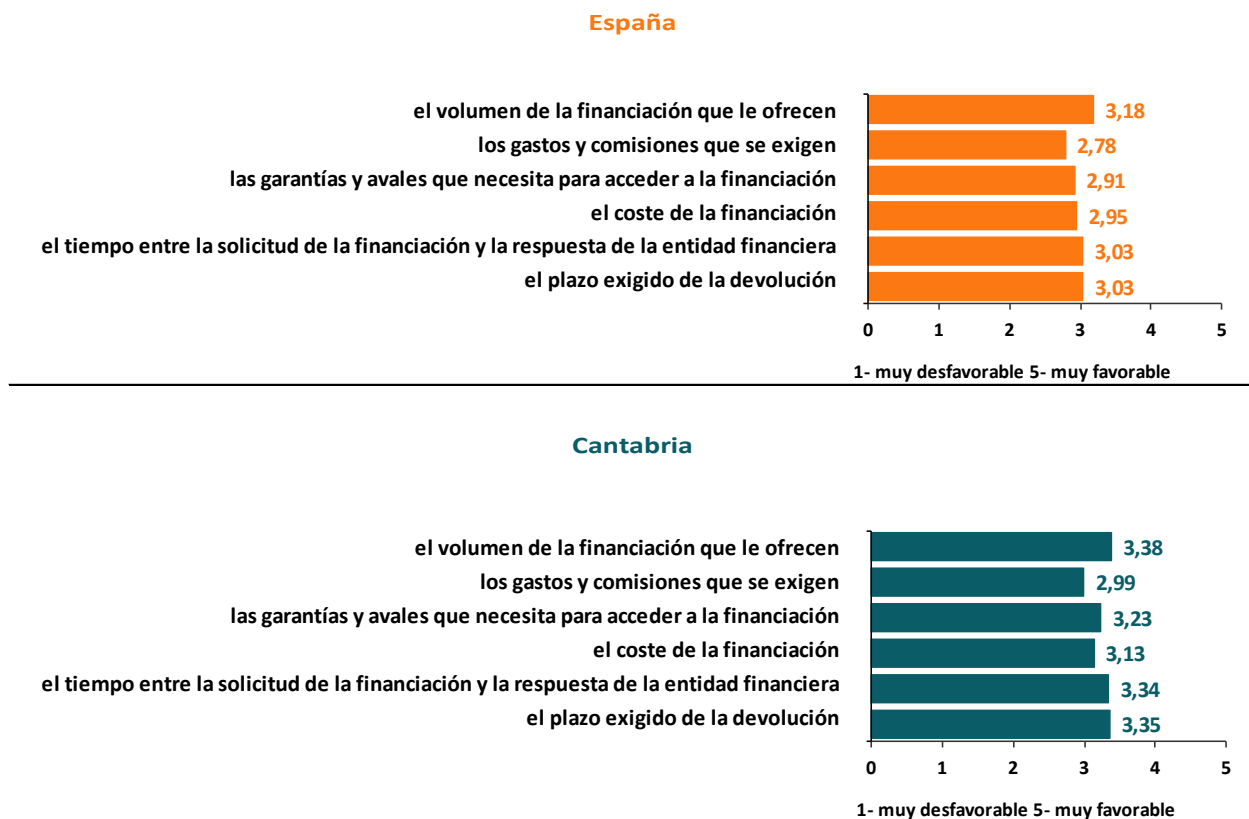 España
el volumen de la financiación que le ofrecen 3,18
los gastos y comisiones que se exigen 2,78
las garantías y avales que necesita para acceder a la financiación 2,91
el coste de la financiación 2,95
el tiempo entre la solicitud de la financiación y la respuesta de la entidad financiera 3,03
el plazo exigido de la devolución 3,03
0 1 2 3 4 5
1- muy desfavorable 5- muy favorable
Cantabria
el volumen de la financiación que le ofrecen 3,38
los gastos y comisiones que se exigen 2,99
las garantías y avales que necesita para acceder a la financiación 3,23
el coste de la financiación 3,13
el tiempo entre la solicitud de la financiación y la respuesta de la entidad financiera 3,34
el plazo exigido de la devolución 3,35
0 1 2 3 4 5
1- muy desfavorable 5- muy favorable